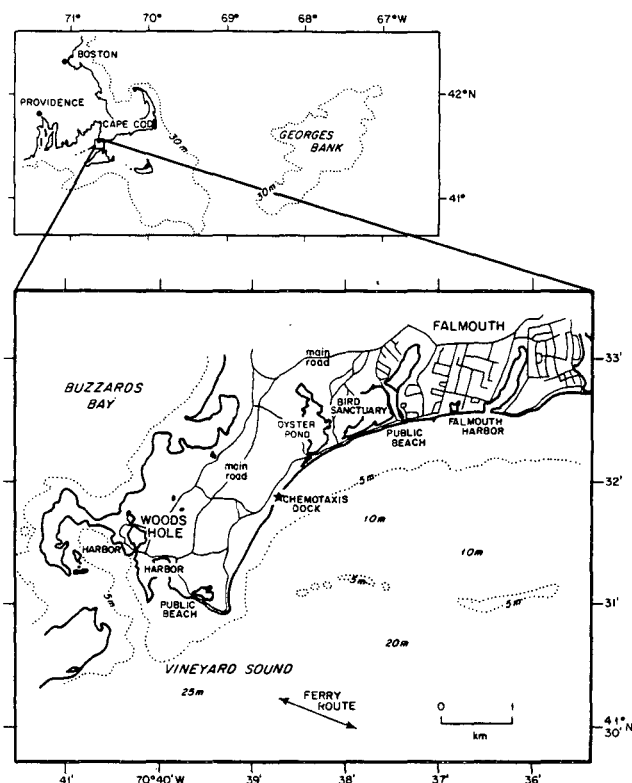 71° 70° 69° 68° 67°W
BOSTON
42°N
PROVIDENCE
CAPE COD
GEORGES
BANK
30m
30m
41°
FALMOUTH
main
road
33'
BUZZARDS
BAY
BIRD
SANCTUARY
OYSTER
POND
PUBLIC
BEACH
FALMOUTH
HARBOR
main
road
32'
5m
CHEMOTAXIS
DOCK
WOODS
HOLE
10m
10m
HARBOR
HARBOR
5m
5m
5m
PUBLIC
BEACH
31'
20m
VINEYARD SOUND
25m
FERRY
ROUTE
0 1
km
41°N
30'
41' 70°40' 39' 38' 37' 36'